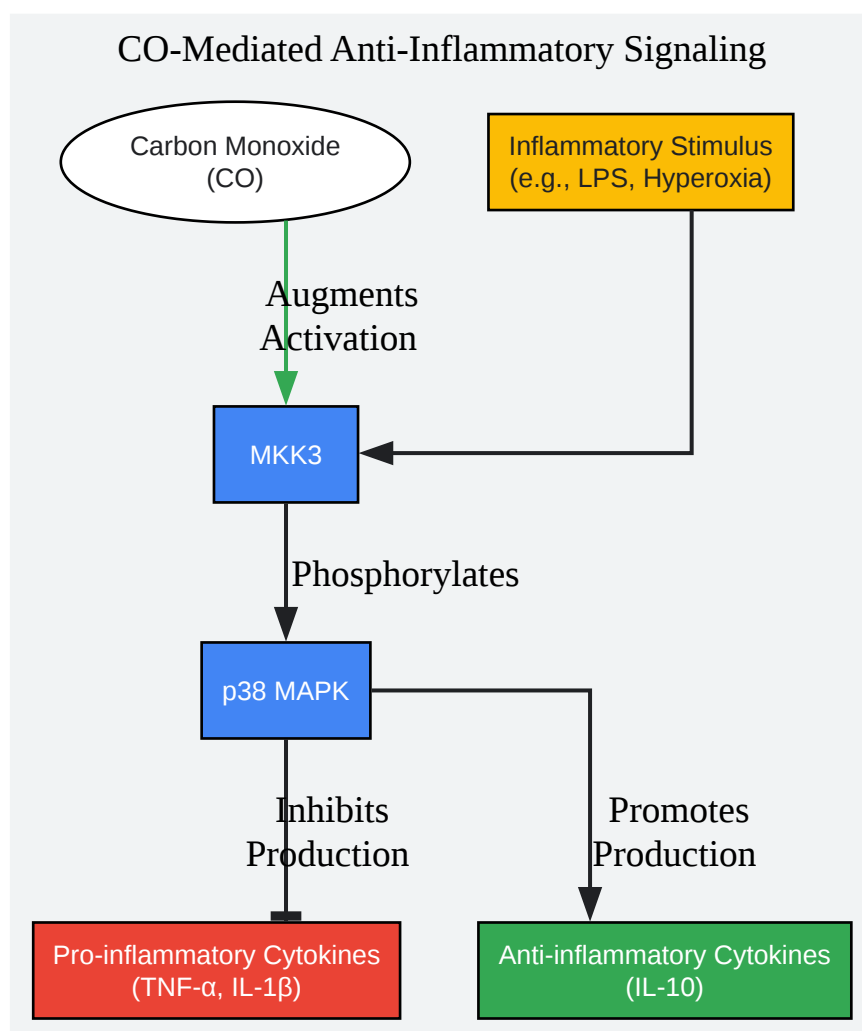 CO-Mediated Anti-Inflammatory Signaling
Carbon Monoxide
(CO)
Inflammatory Stimulus
(e.g., LPS, Hyperoxia)
Augments
Activation
MKK3
Phosphorylates
p38 MAPK
Inhibits
Production
Promotes
Production
Pro-inflammatory Cytokines
(TNF-α, IL-1β)
Anti-inflammatory Cytokines
(IL-10)